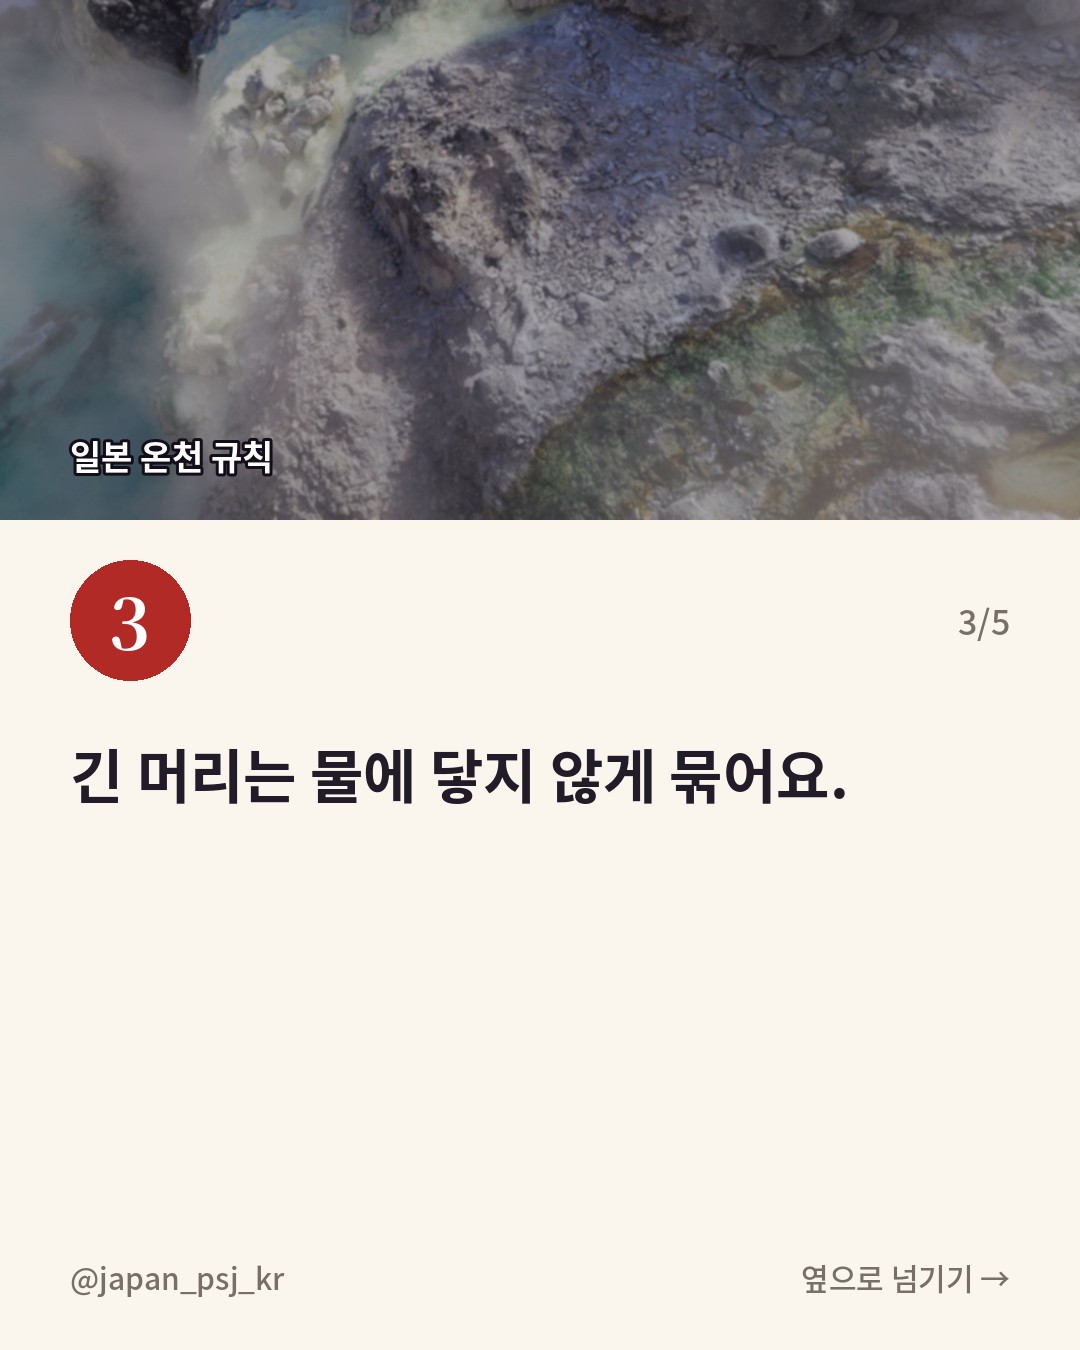 일본 온천 규칙
3
3/5
긴 머리는 물에 닿지 않게 묶어요.
@japan_psj_kr
옆으로 넘기기 →